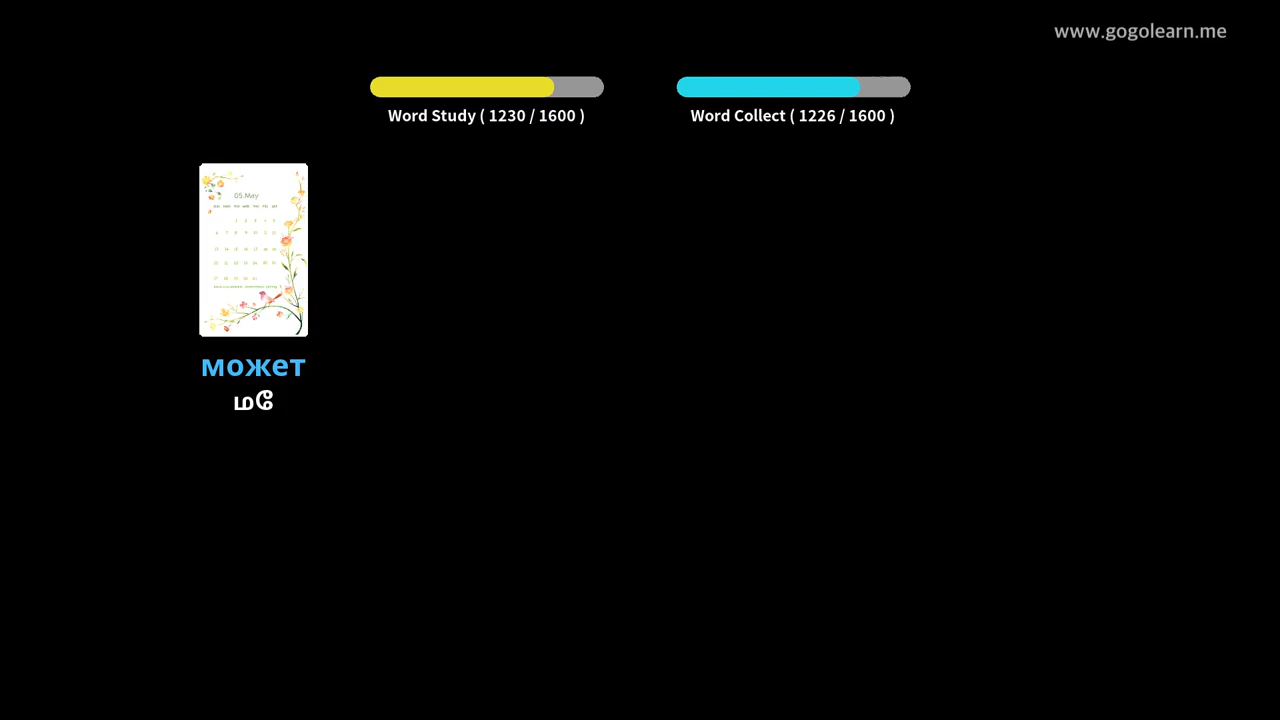 www.gogolearn.me
Word Study ( 1230 / 1600 )
Word Collect ( 1226 / 1600 )
05.May
может
மே